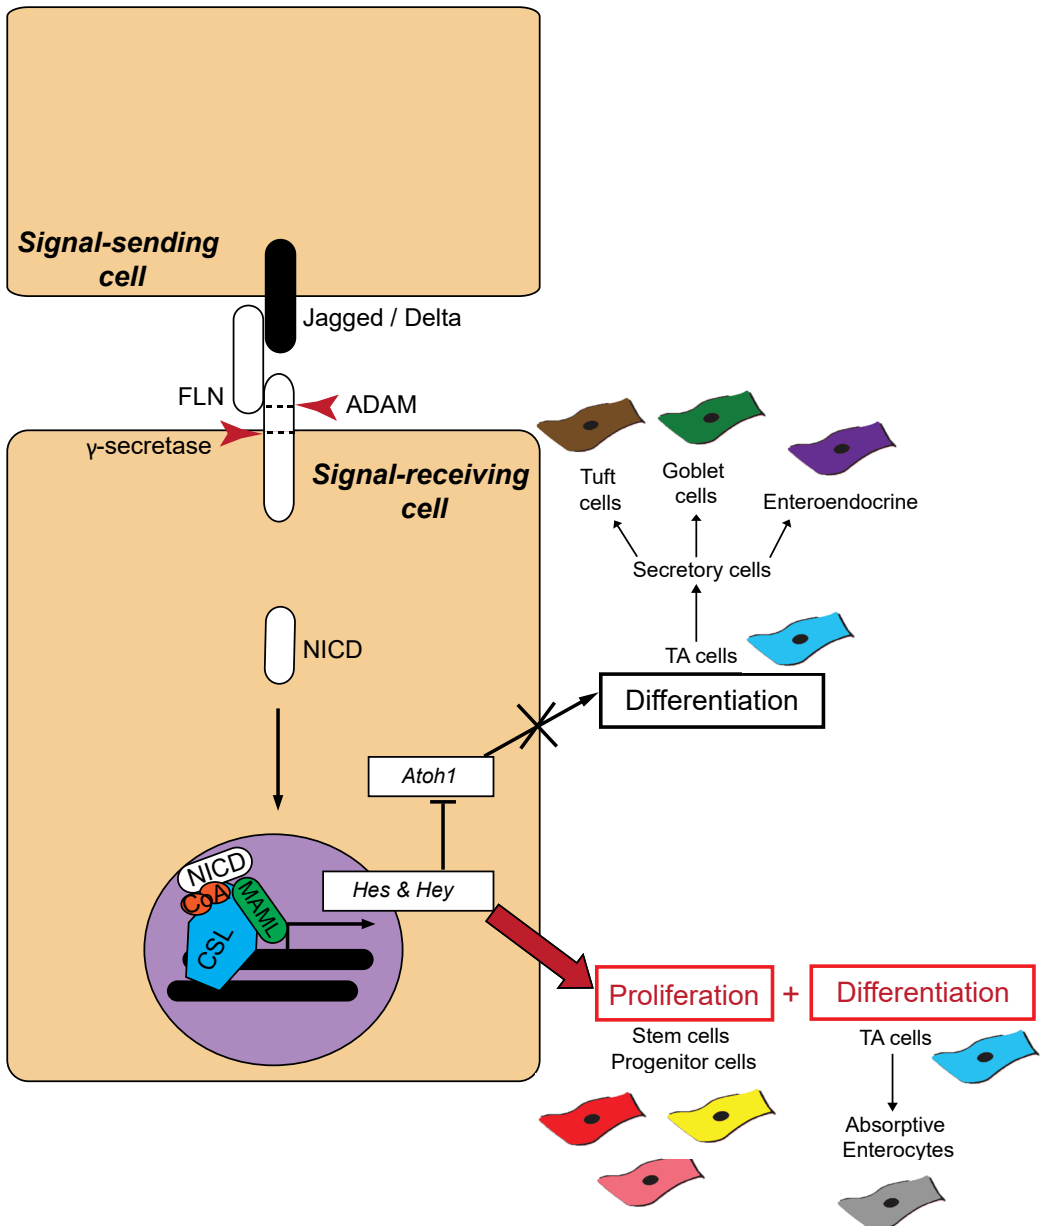 Signal-sending
cell
Jagged / Delta
FLN
ADAM
γ-secretase
Signal-receiving
cell
Tuft
cells
Goblet
cells
Enteroendocrine
Secretory cells
TA cells
Differentiation
NICD
Atoh1
Hes & Hey
NICD
CoA
MAML
CSL
Proliferation
+
Differentiation
Stem cells
Progenitor cells
TA cells
Absorptive
Enterocytes